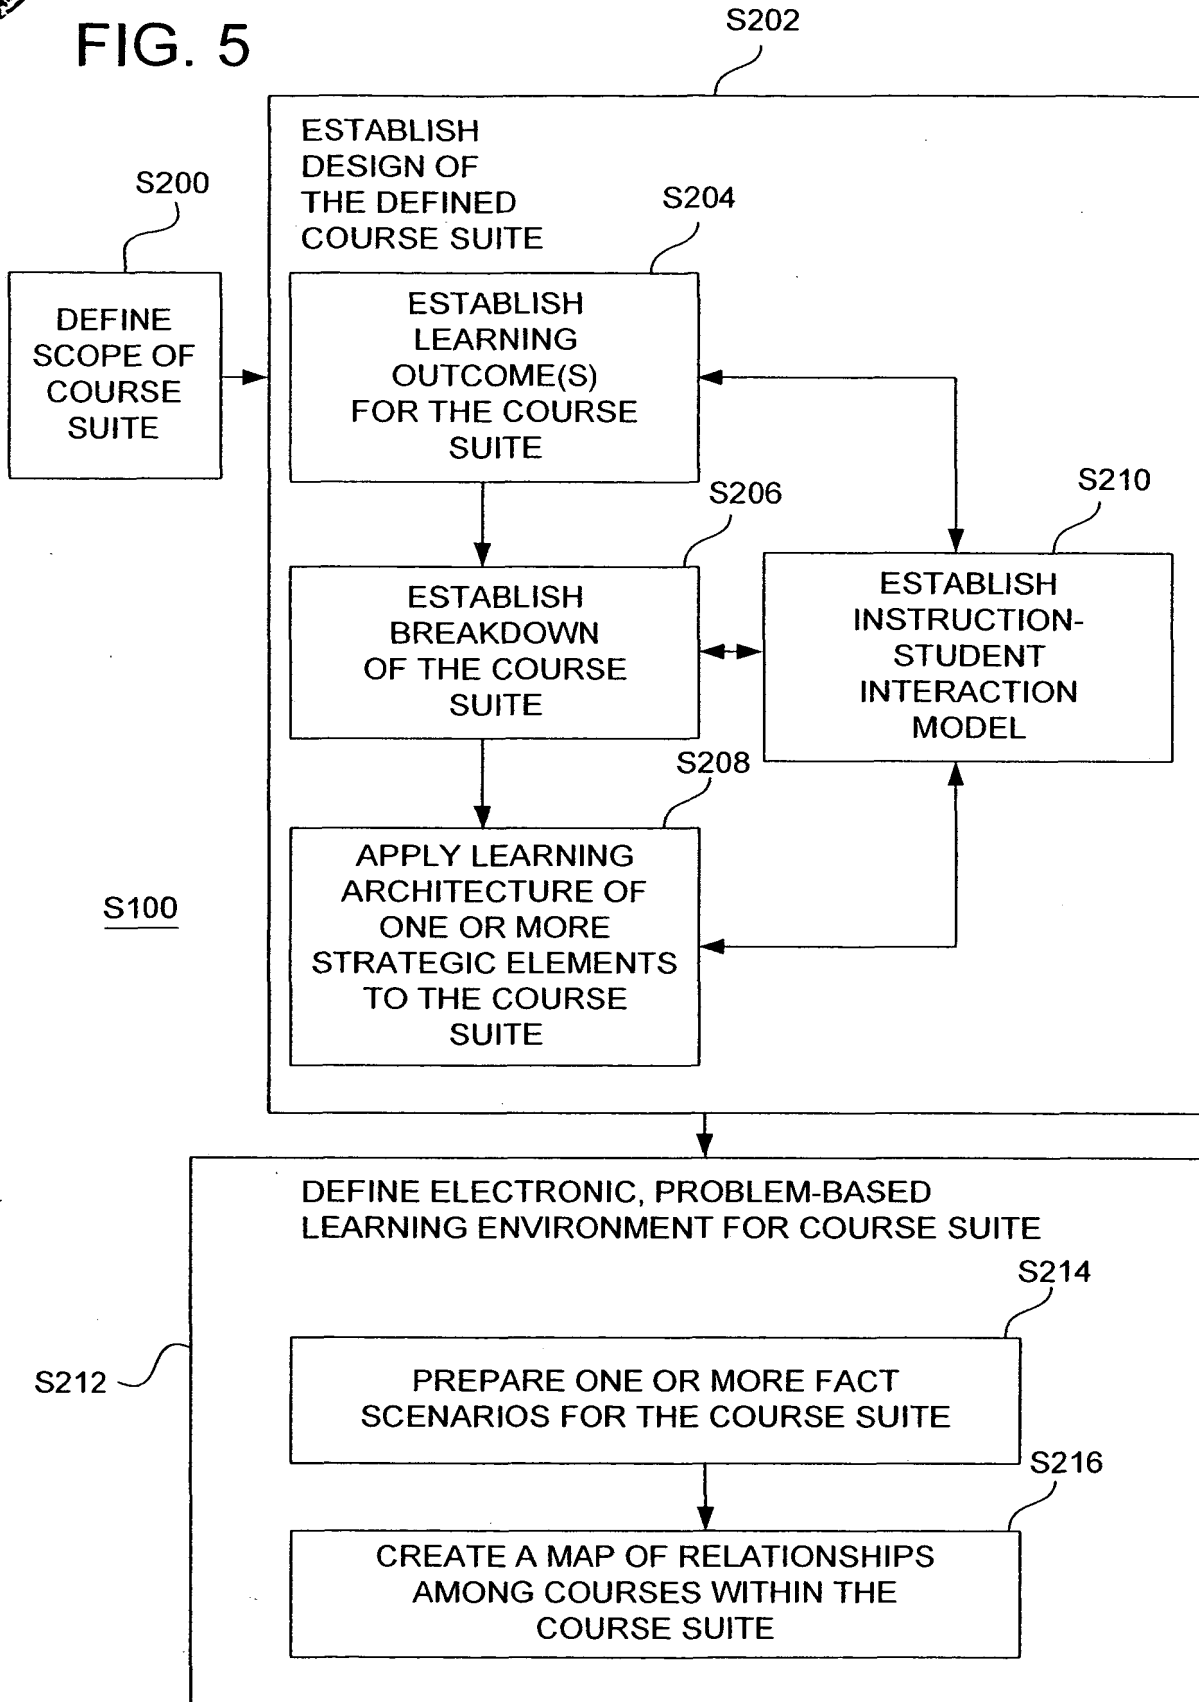 FIG. 5
S202
ESTABLISH
DESIGN OF
THE DEFINED
COURSE SUITE
S200
DEFINE
SCOPE OF
COURSE
SUITE
S204
ESTABLISH
LEARNING
OUTCOME(S)
FOR THE COURSE
SUITE
S206
ESTABLISH
BREAKDOWN
OF THE COURSE
SUITE
S210
ESTABLISH
INSTRUCTION-
STUDENT
INTERACTION
MODEL
S208
APPLY LEARNING
ARCHITECTURE OF
ONE OR MORE
STRATEGIC ELEMENTS
TO THE COURSE
SUITE
S100
DEFINE ELECTRONIC, PROBLEM-BASED
LEARNING ENVIRONMENT FOR COURSE SUITE
S212
S214
PREPARE ONE OR MORE FACT
SCENARIOS FOR THE COURSE SUITE
S216
CREATE A MAP OF RELATIONSHIPS
AMONG COURSES WITHIN THE
COURSE SUITE